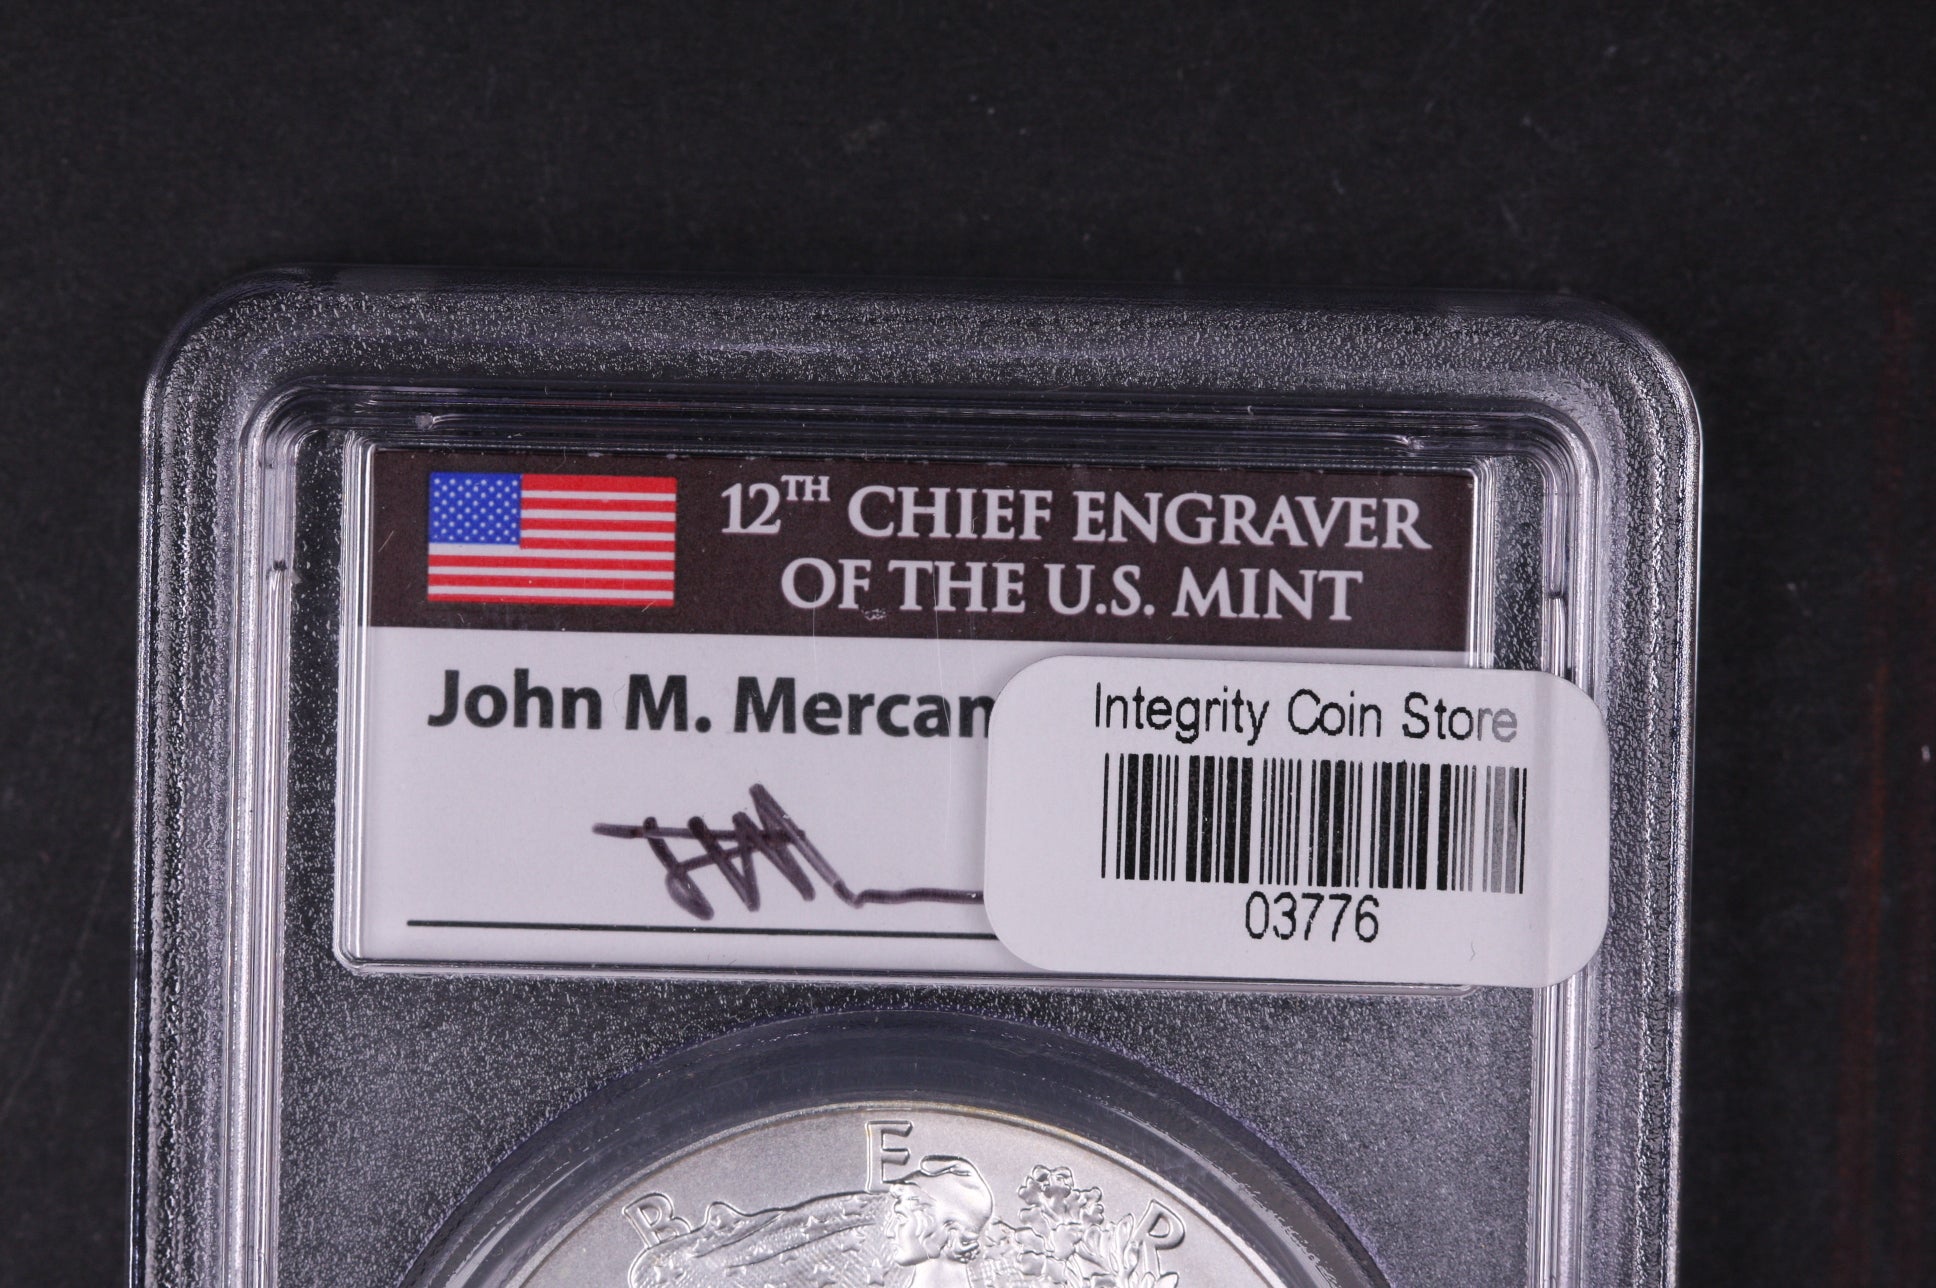 12TH CHIEF ENGRAVER
OF THE U.S. MINT
John M. Mercan
Integrity Coin Store
03776
B E R